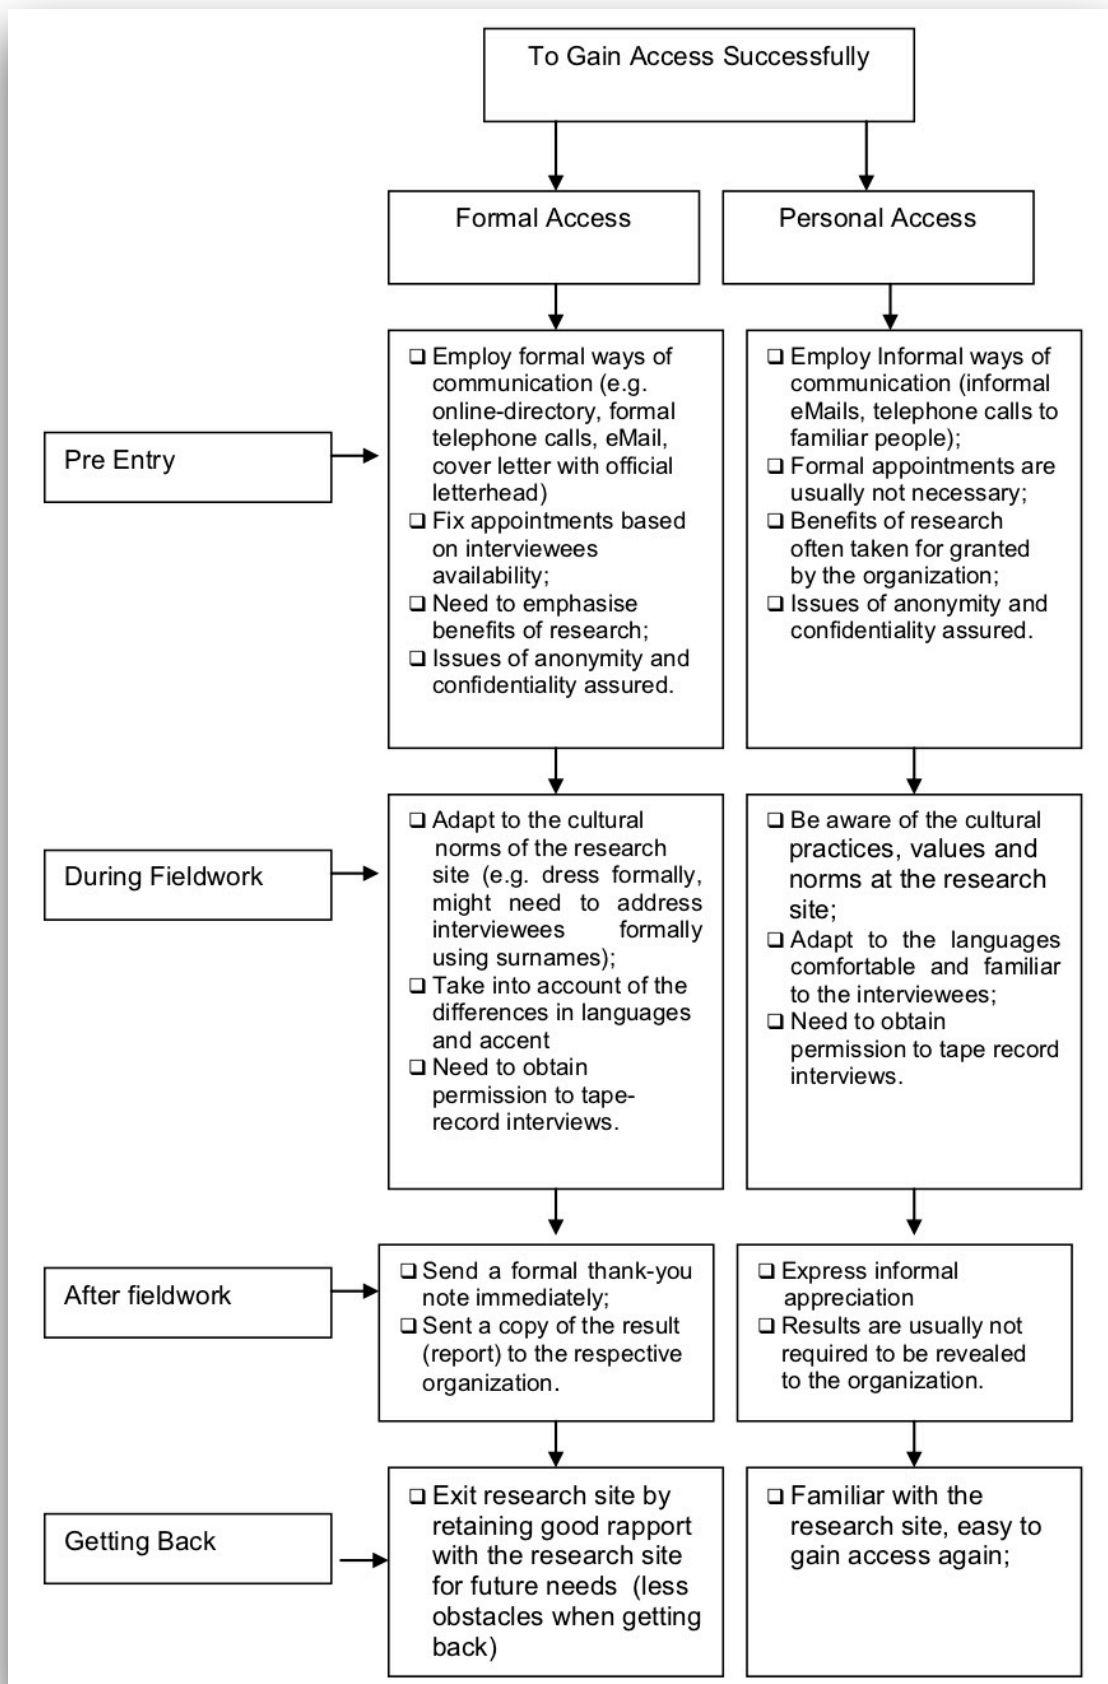 To Gain Access Successfully
Formal Access
Personal Access
Pre Entry
❑ Employ formal ways of
communication (e.g.
online-directory, formal
telephone calls, eMail,
cover letter with official
letterhead)
❑ Fix appointments based
on interviewees
availability;
❑ Need to emphasise
benefits of research;
❑ Issues of anonymity and
confidentiality assured.
❑ Employ Informal ways of
communication (informal
eMails, telephone calls to
familiar people);
❑ Formal appointments are
usually not necessary;
❑ Benefits of research
often taken for granted
by the organization;
❑ Issues of anonymity and
confidentiality assured.
During Fieldwork
❑ Adapt to the cultural
norms of the research
site (e.g. dress formally,
might need to address
interviewees formally
using surnames);
❑ Take into account of the
differences in languages
and accent
❑ Need to obtain
permission to tape-
record interviews.
❑ Be aware of the cultural
practices, values and
norms at the research
site;
❑ Adapt to the languages
comfortable and familiar
to the interviewees;
❑ Need to obtain
permission to tape record
interviews.
After fieldwork
❑ Send a formal thank-you
note immediately;
❑ Sent a copy of the result
(report) to the respective
organization.
❑ Express informal
appreciation
❑ Results are usually not
required to be revealed
to the organization.
Getting Back
❑ Exit research site by
retaining good rapport
with the research site
for future needs (less
obstacles when getting
back)
❑ Familiar with the
research site, easy to
gain access again;